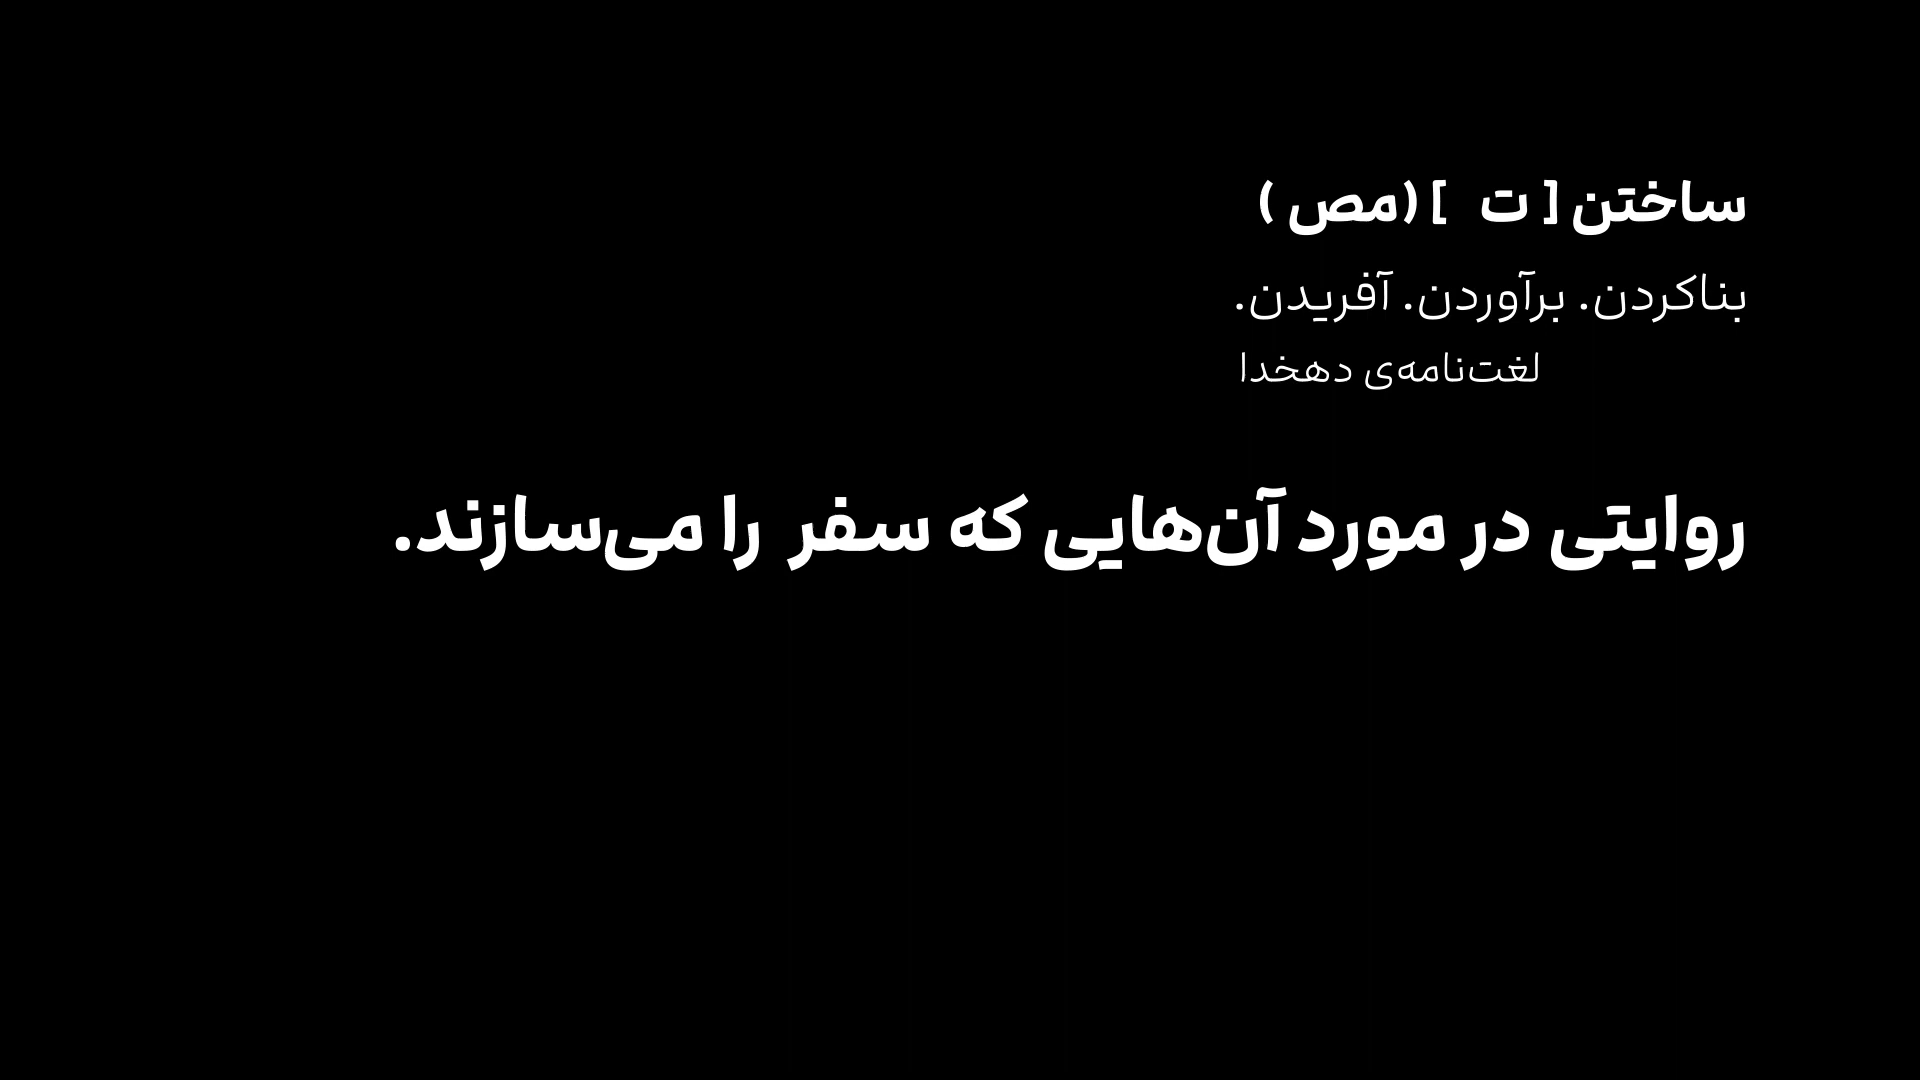 ساختن [ ت ] (مص )
بناکردن. برآوردن. آفریدن.
لغت‌نامه‌ی دهخدا
روایتی در مورد آن‌هایی که سفر را می‌سازند.